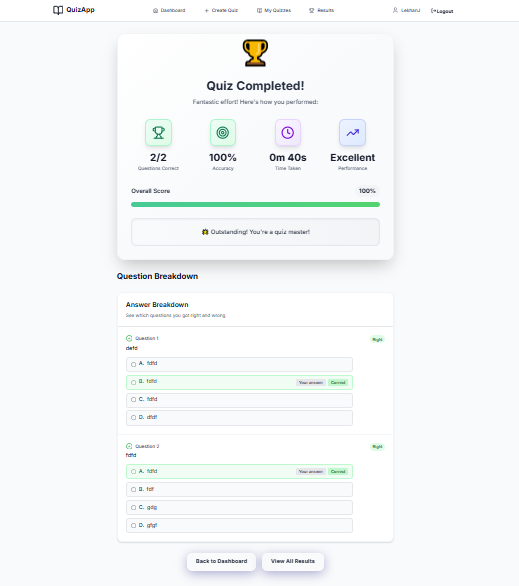 QuizApp
Dashboard
Create Quiz
My Quizzes
Results
LekhanJ
Logout
Quiz Completed!
Fantastic effort! Here's how you performed:
2/2
Questions Correct
100%
Accuracy
0m 40s
Time Taken
Excellent
Performance
Overall Score 100%
Outstanding! You're a quiz master!
Question Breakdown
Answer Breakdown
See which questions you got right and wrong
Question 1 Right
defd
A. fdfd
B. fdfd Your answer Correct
C. fdfd
D. dfdf
Question 2 Right
fdfd
A. fdfd Your answer Correct
B. fdf
C. gdg
D. gfgf
Back to Dashboard
View All Results